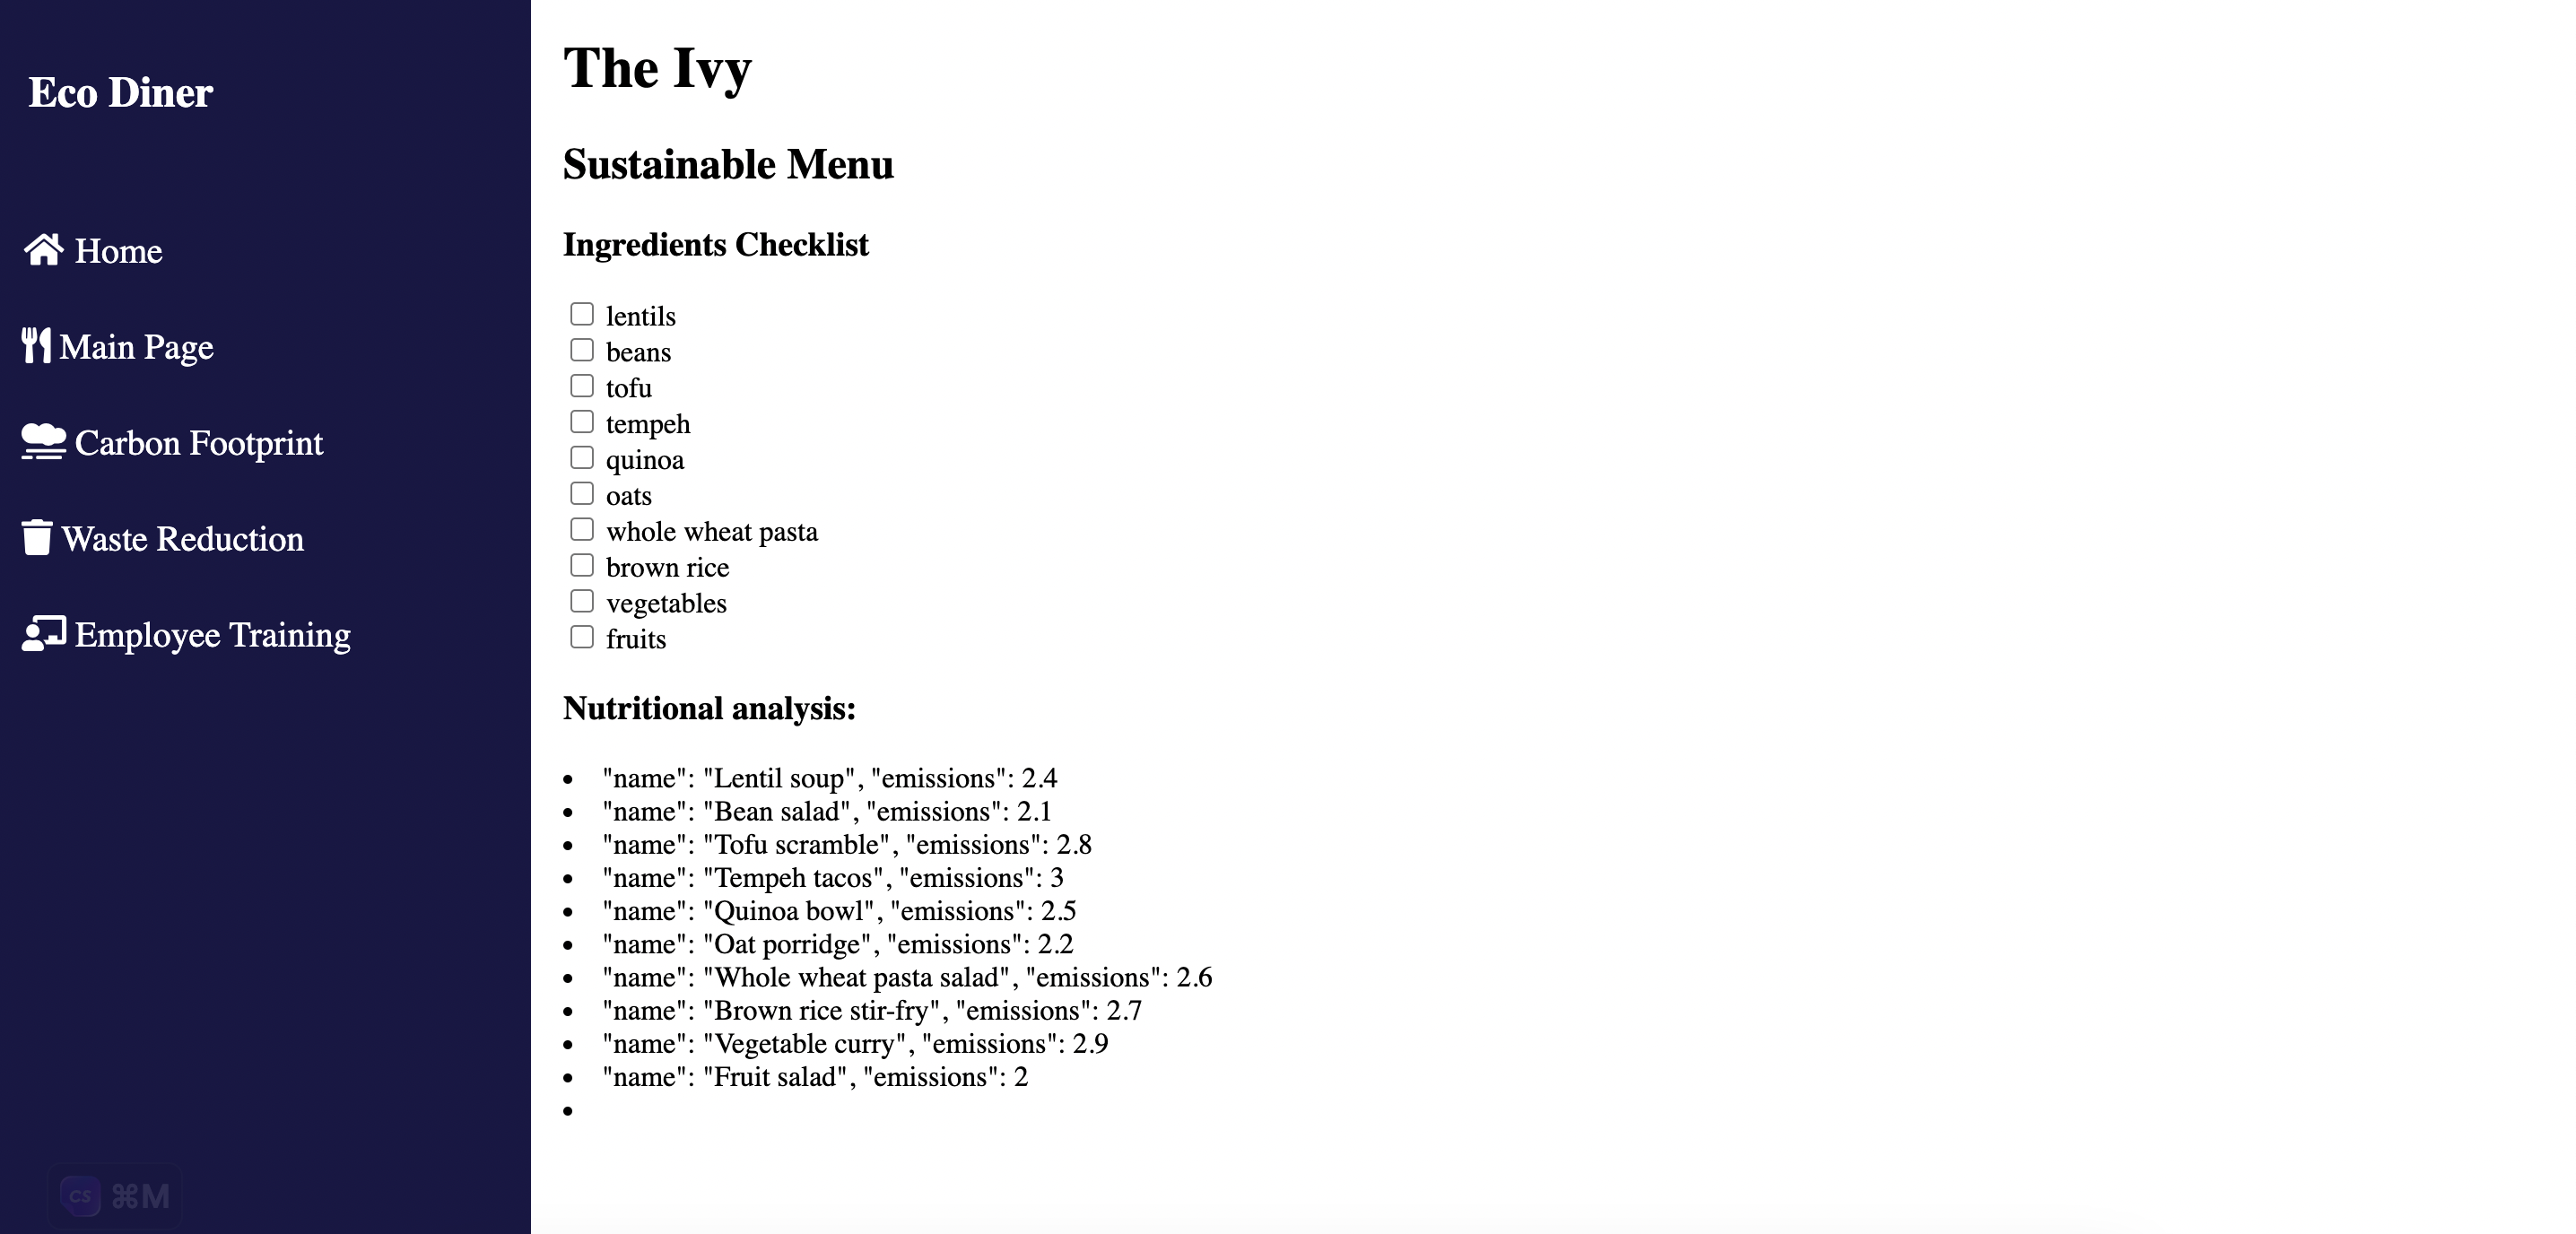 Eco Diner
Home
Main Page
Carbon Footprint
Waste Reduction
Employee Training
CS ⌘M
The Ivy
Sustainable Menu
Ingredients Checklist
lentils
beans
tofu
tempeh
quinoa
oats
whole wheat pasta
brown rice
vegetables
fruits
Nutritional analysis:
"name": "Lentil soup", "emissions": 2.4
"name": "Bean salad", "emissions": 2.1
"name": "Tofu scramble", "emissions": 2.8
"name": "Tempeh tacos", "emissions": 3
"name": "Quinoa bowl", "emissions": 2.5
"name": "Oat porridge", "emissions": 2.2
"name": "Whole wheat pasta salad", "emissions": 2.6
"name": "Brown rice stir-fry", "emissions": 2.7
"name": "Vegetable curry", "emissions": 2.9
"name": "Fruit salad", "emissions": 2